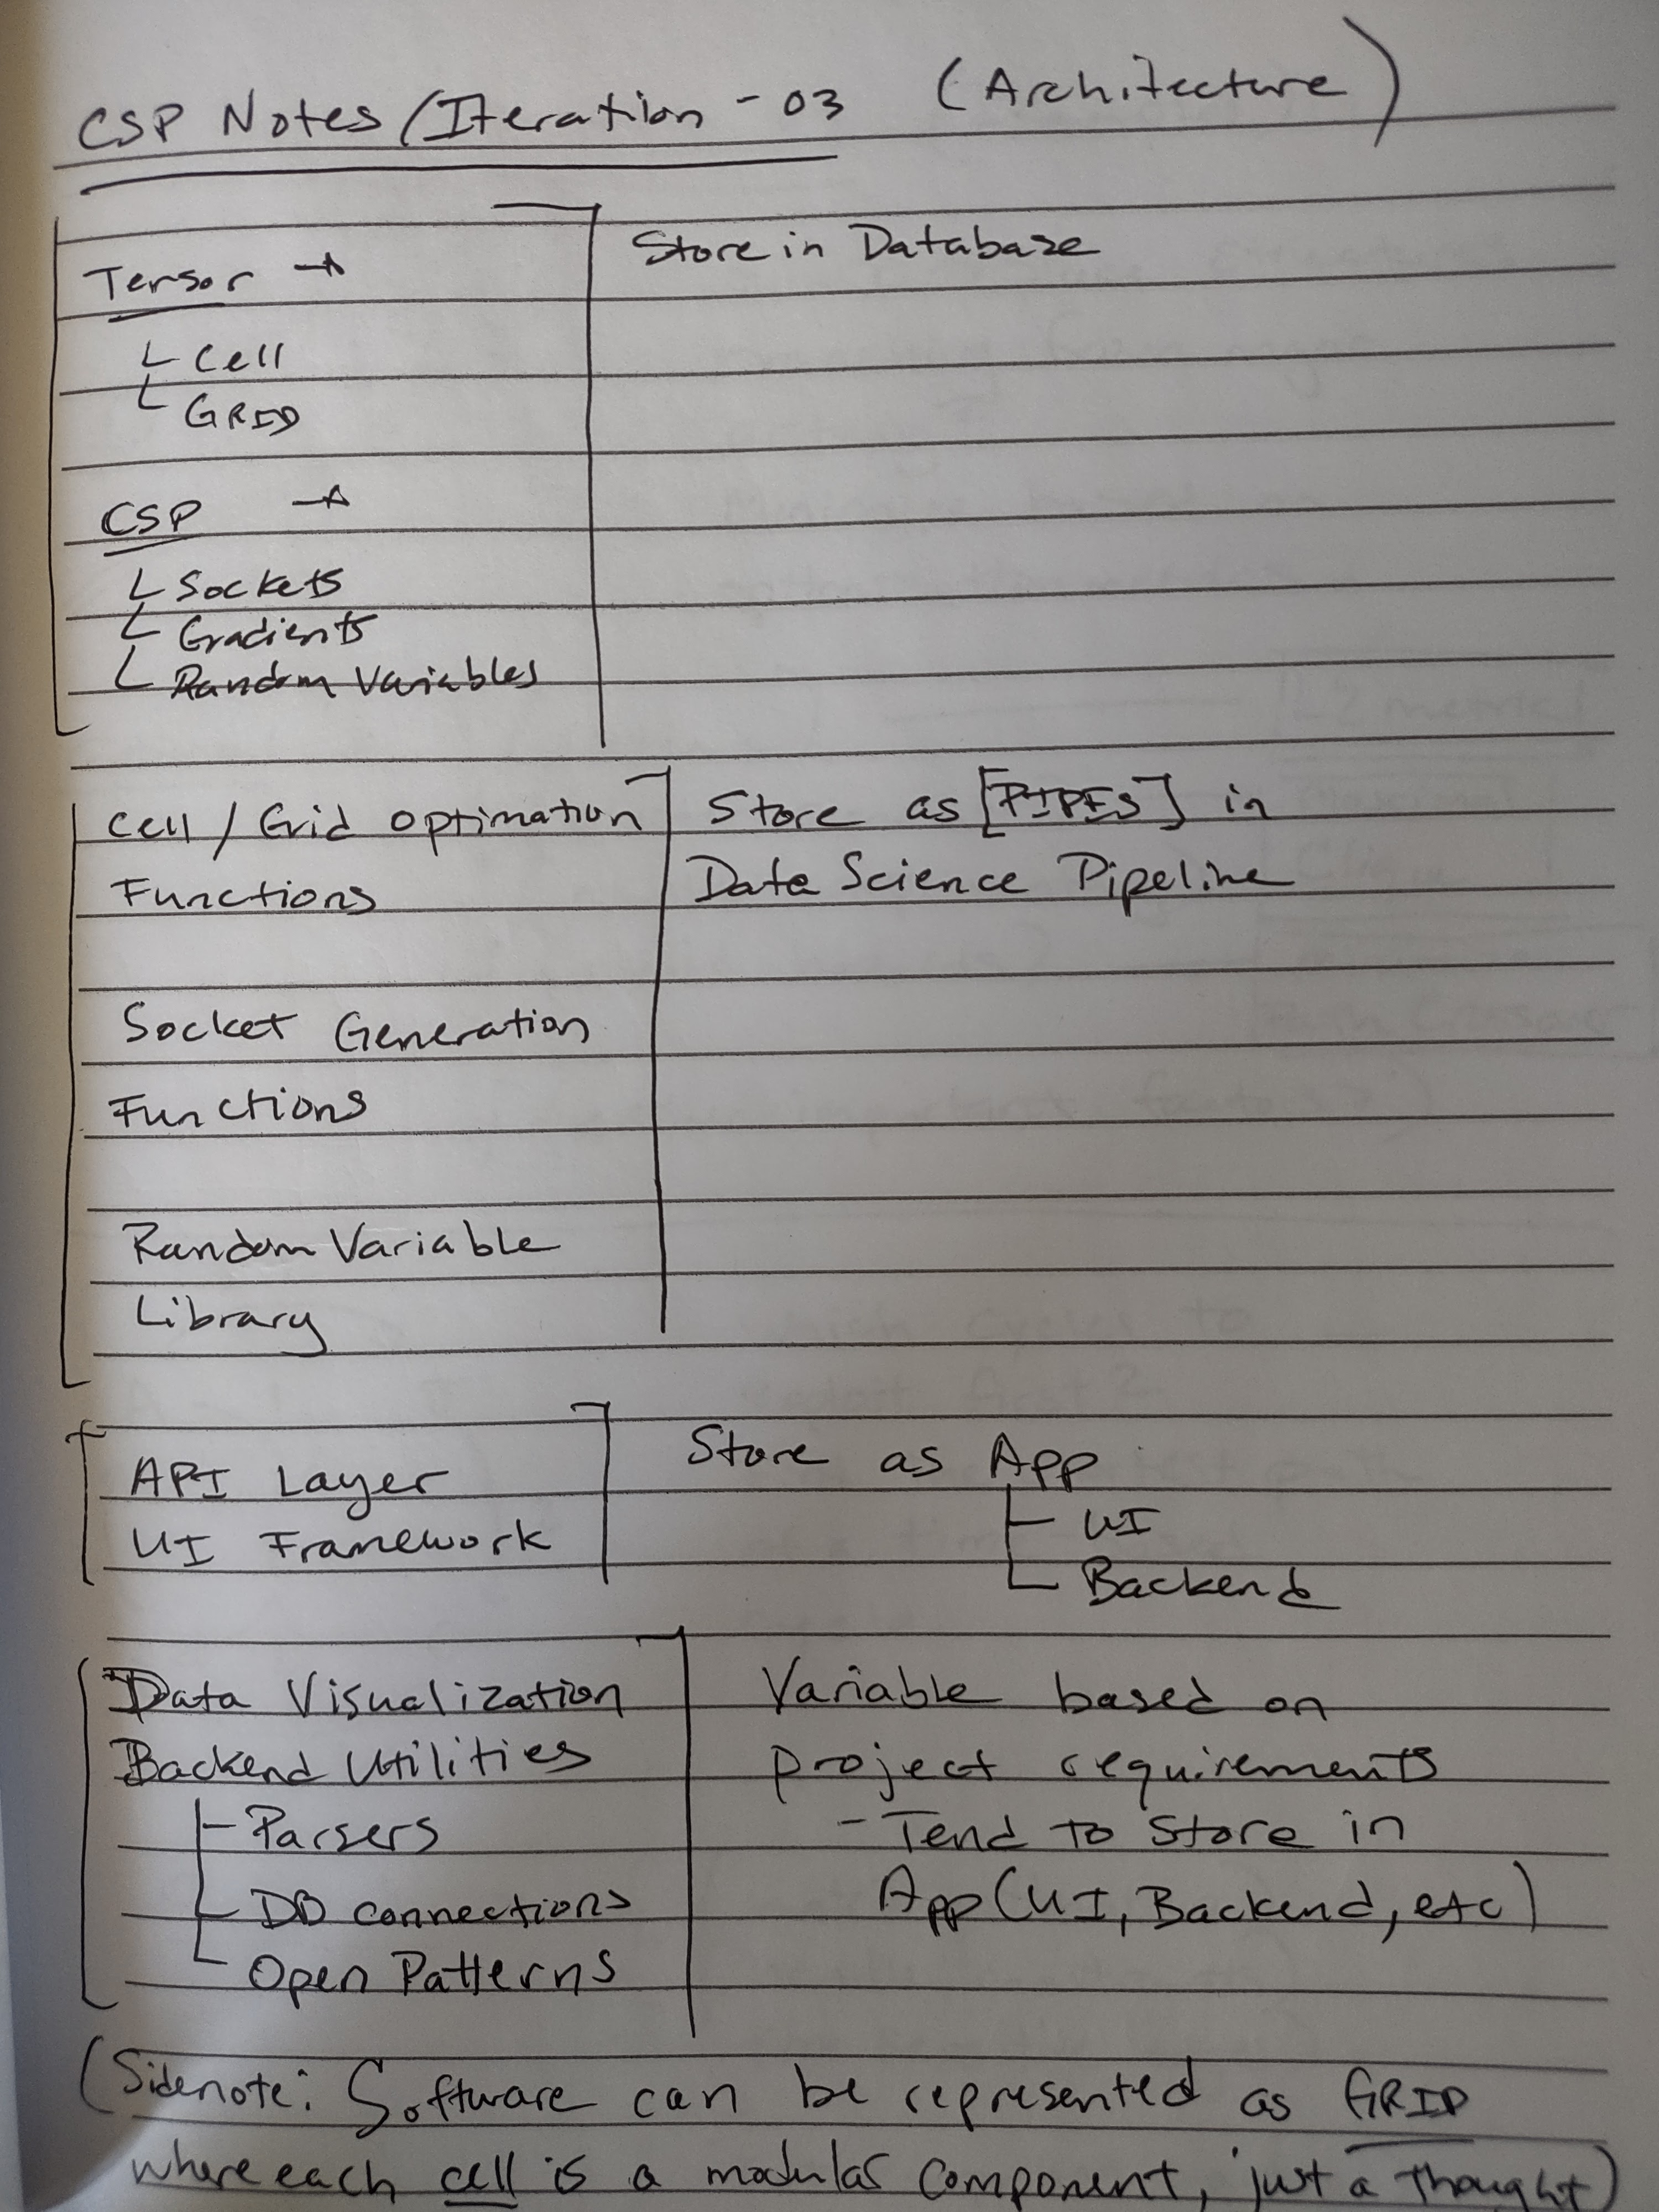 CSP Notes/Iteration - 03 (Architecture)
Tensor → Store in Database
Cell
GRID
CSP →
Sockets
Gradients
Random Variables
Cell / Grid Optimation Store as [PIPES] in
Functions Data Science Pipeline
Socket Generation
Functions
Random Variable
Library
API Layer Store as App
UI Framework UI
Backend
Data Visualization Variable based on
Backend Utilities project requirements
Parsers - Tend to store in
DB connections App (UI, Backend, etc)
Open Patterns
(Sidenote: Software can be represented as GRID
where each cell is a modular component, just a thought)